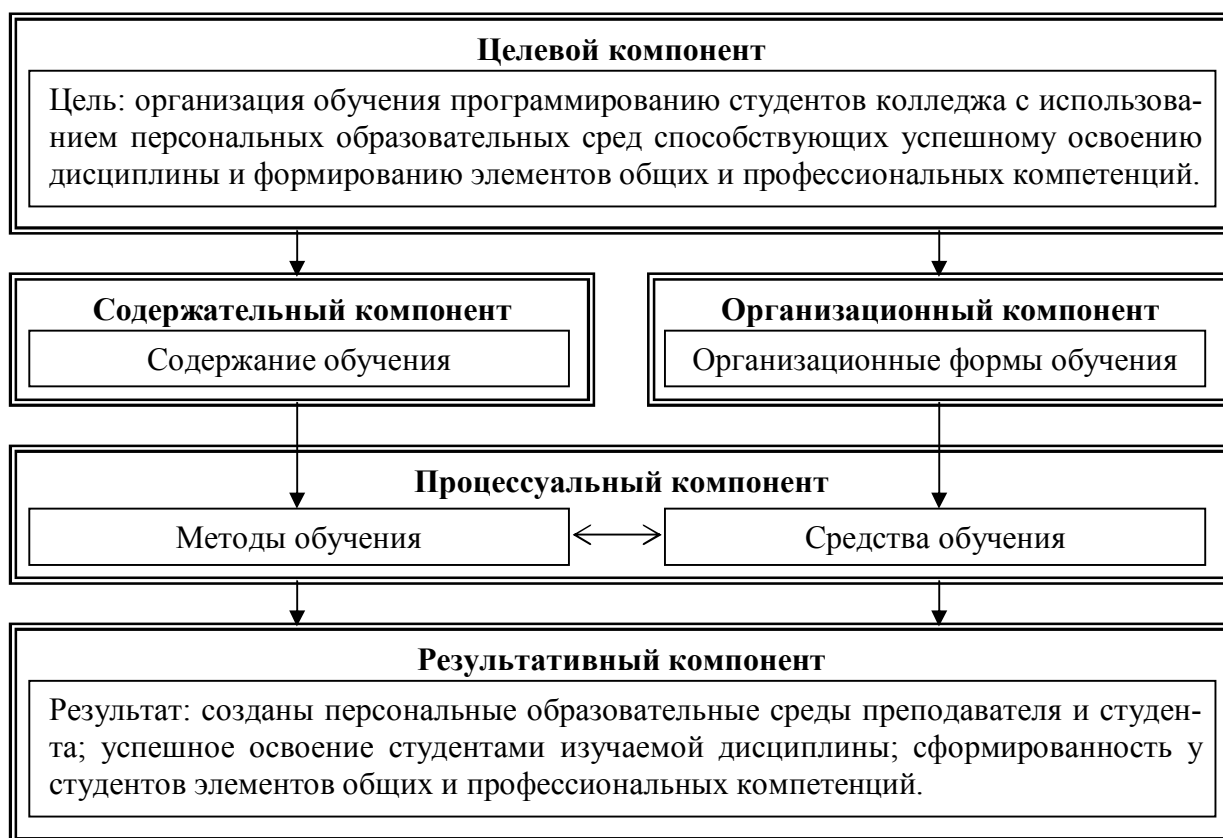 Целевой компонент
Цель: организация обучения программированию студентов колледжа с использова-
нием персональных образовательных сред способствующих успешному освоению
дисциплины и формированию элементов общих и профессиональных компетенций.
Содержательный компонент
Содержание обучения
Организационный компонент
Организационные формы обучения
Процессуальный компонент
Методы обучения
Средства обучения
Результативный компонент
Результат: созданы персональные образовательные среды преподавателя и студен-
та; успешное освоение студентами изучаемой дисциплины; сформированность у
студентов элементов общих и профессиональных компетенций.